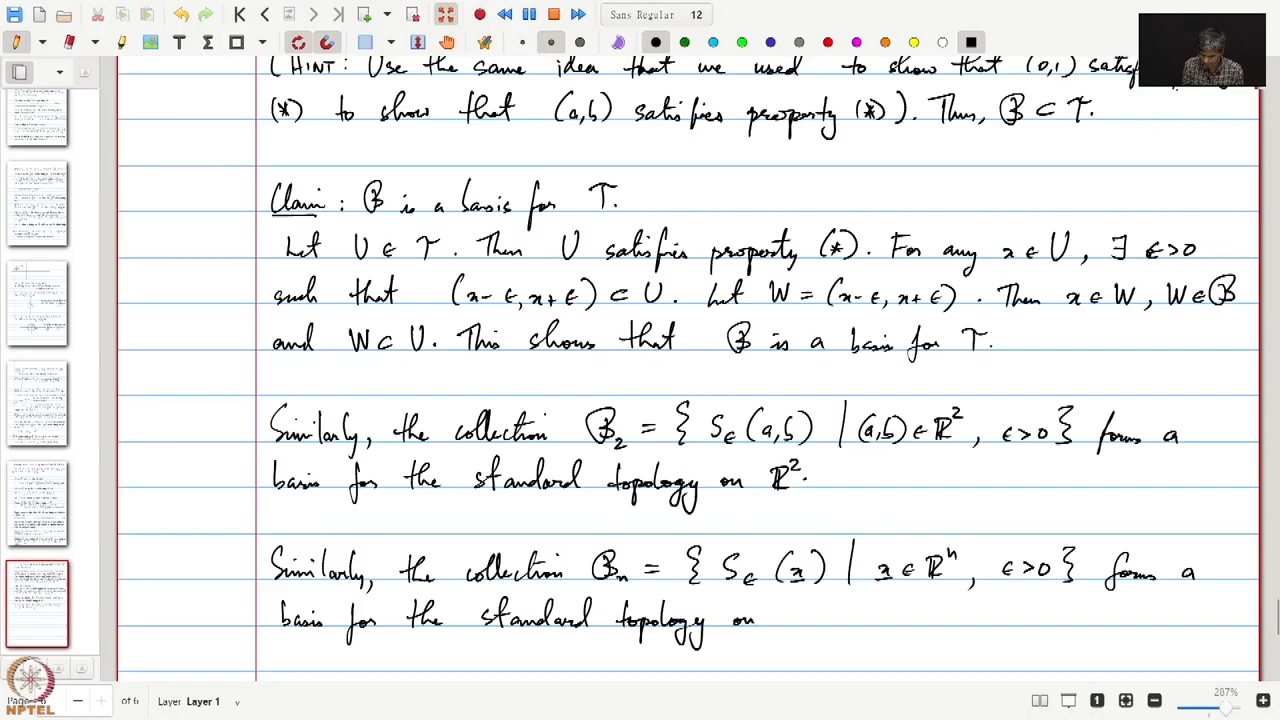 Sans Regular 12
(HINT: Use the same idea that we used to show that (0,1)
(*) to show that (a,b) satisfies property (*)). Thus, ℬ ⊂ τ.
Claim: ℬ is a basis for τ.
Let U ∈ τ. Then U satisfies property (*). For any x ∈ U, ∃ ε>0
such that (x-ε, x+ε) ⊂ U. Let W = (x-ε, x+ε). Then x ∈ W, W ∈ ℬ
and W ⊂ U. This shows that ℬ is a basis for τ.
Similarly, the collection ℬ₂ = { S_ε (a,b) | (a,b) ∈ ℝ², ε>0 } forms a
basis for the standard topology on ℝ².
Similarly, the collection ℬₙ = { S_ε (x) | x ∈ ℝⁿ, ε>0 } forms a
basis for the standard topology on
NPTEL
of 6
Layer Layer 1
287%